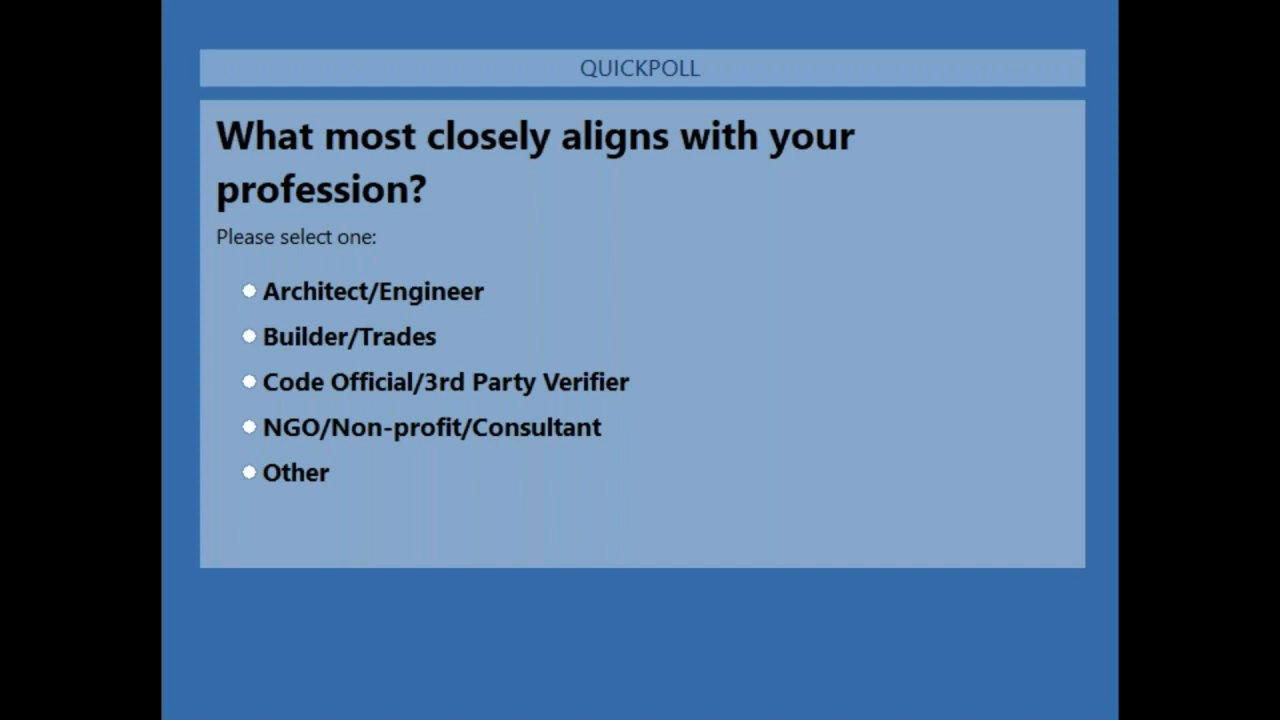 QUICKPOLL
What most closely aligns with your
profession?
Please select one:
Architect/Engineer
Builder/Trades
Code Official/3rd Party Verifier
NGO/Non-profit/Consultant
Other